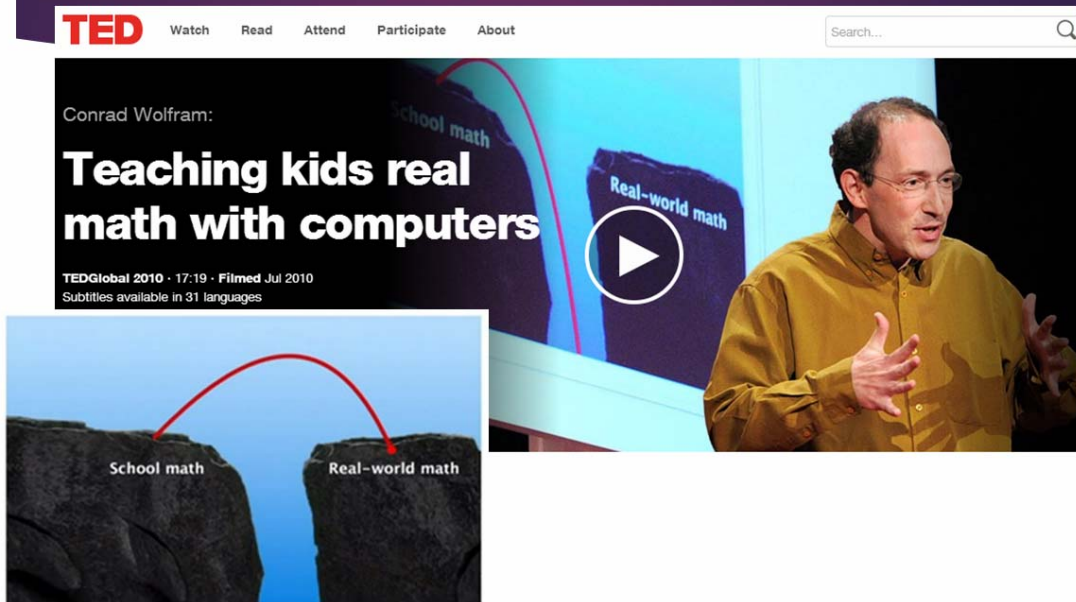 TED
Watch Read Attend Participate About
Search...
Conrad Wolfram:
Teaching kids real
math with computers
TEDGlobal 2010 · 17:19 · Filmed Jul 2010
Subtitles available in 31 languages
School math
Real-world math
School math Real-world math